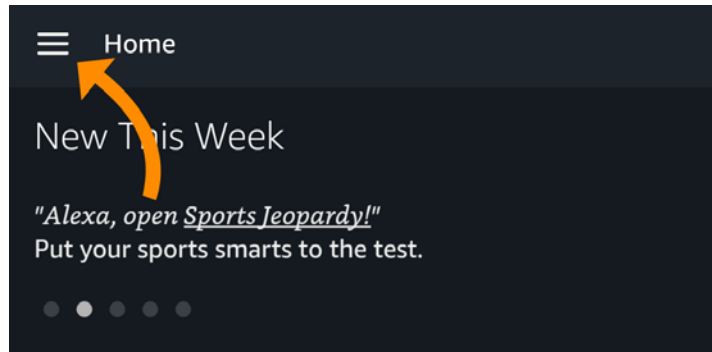 Home
New This Week
"Alexa, open Sports Jeopardy!"
Put your sports smarts to the test.